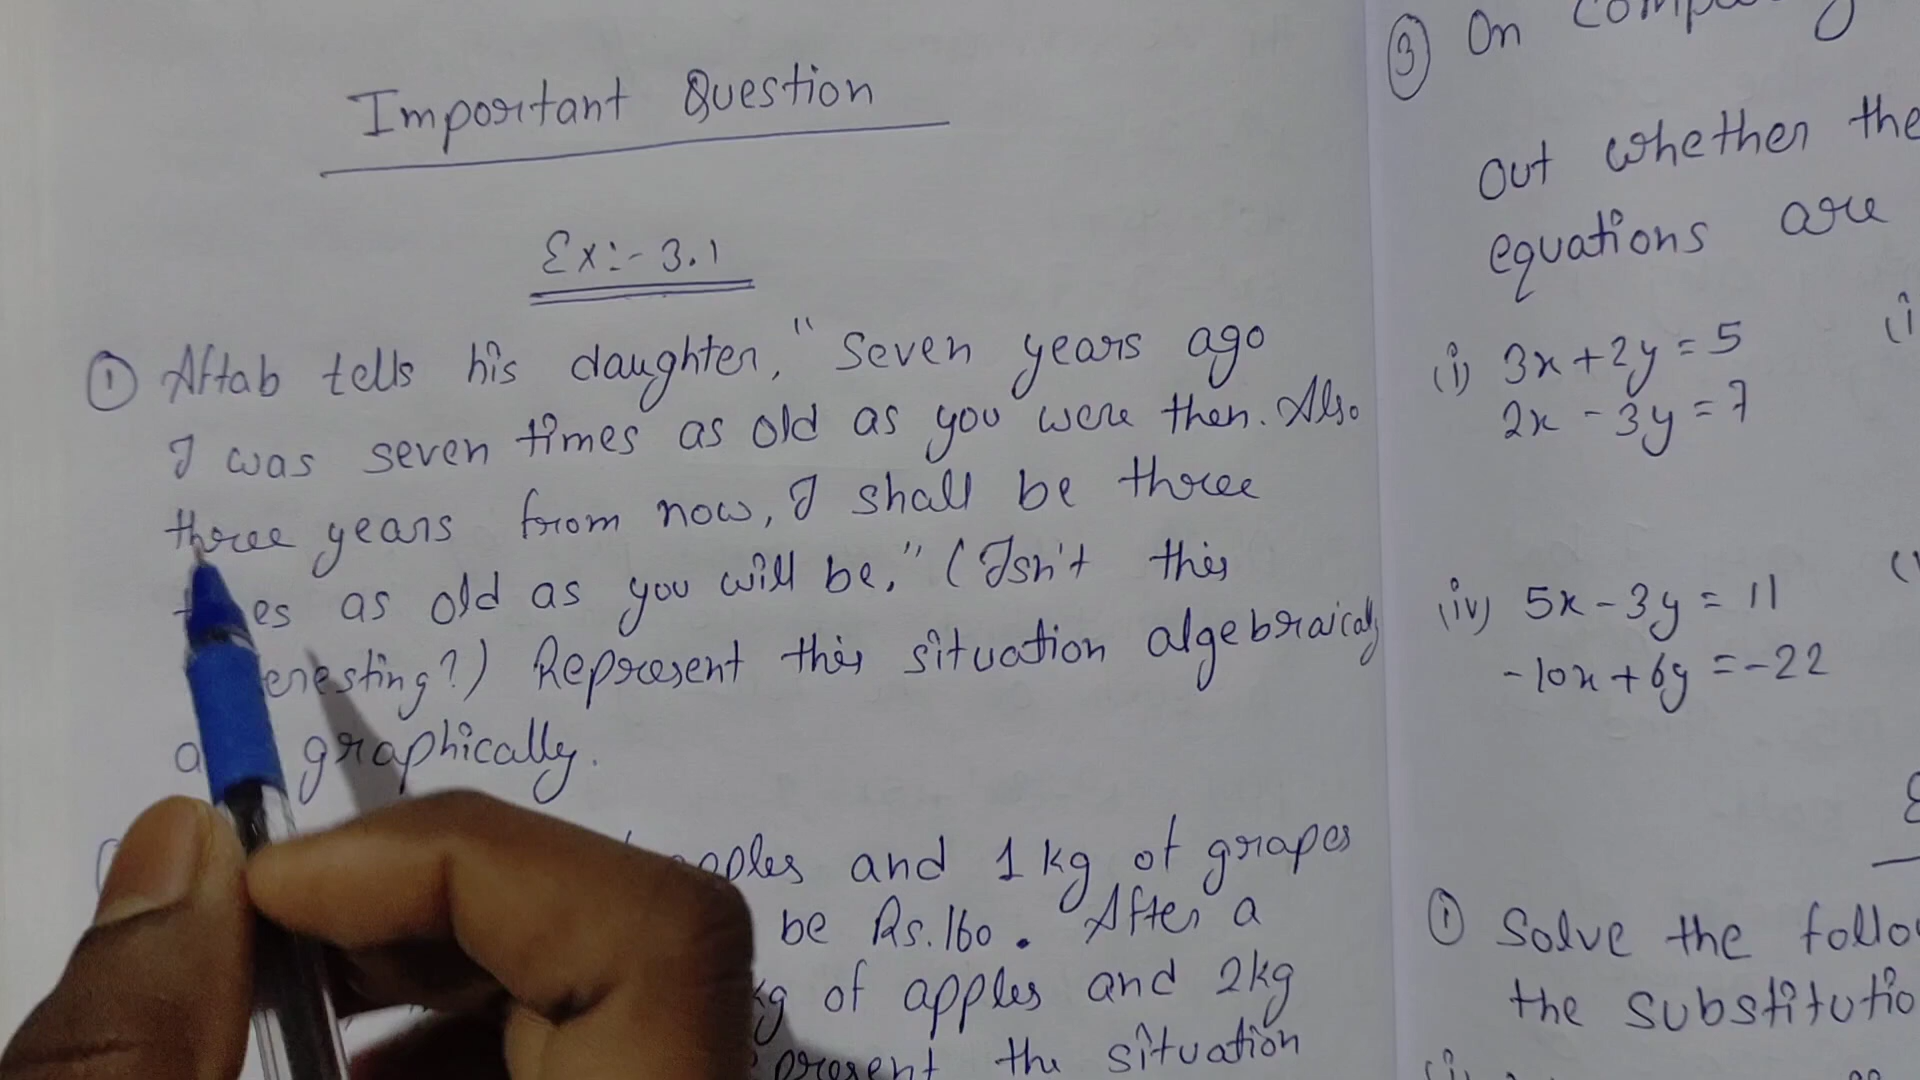 Important Question
Ex:- 3.1
① Aftab tells his daughter, "Seven years ago
I was seven times as old as you were then. Also
three years from now, I shall be three
as old as you will be." (Isn't this
Represent this situation algebraically
graphically.
and 1 kg of grapes
be Rs. 160. After a
of apples and 2kg
the situation
③ On
out whether the
equations are
(i) 3x + 2y = 5
2x - 3y = 7
(iv) 5x - 3y = 11
-10x + 6y = -22
① Solve the
the